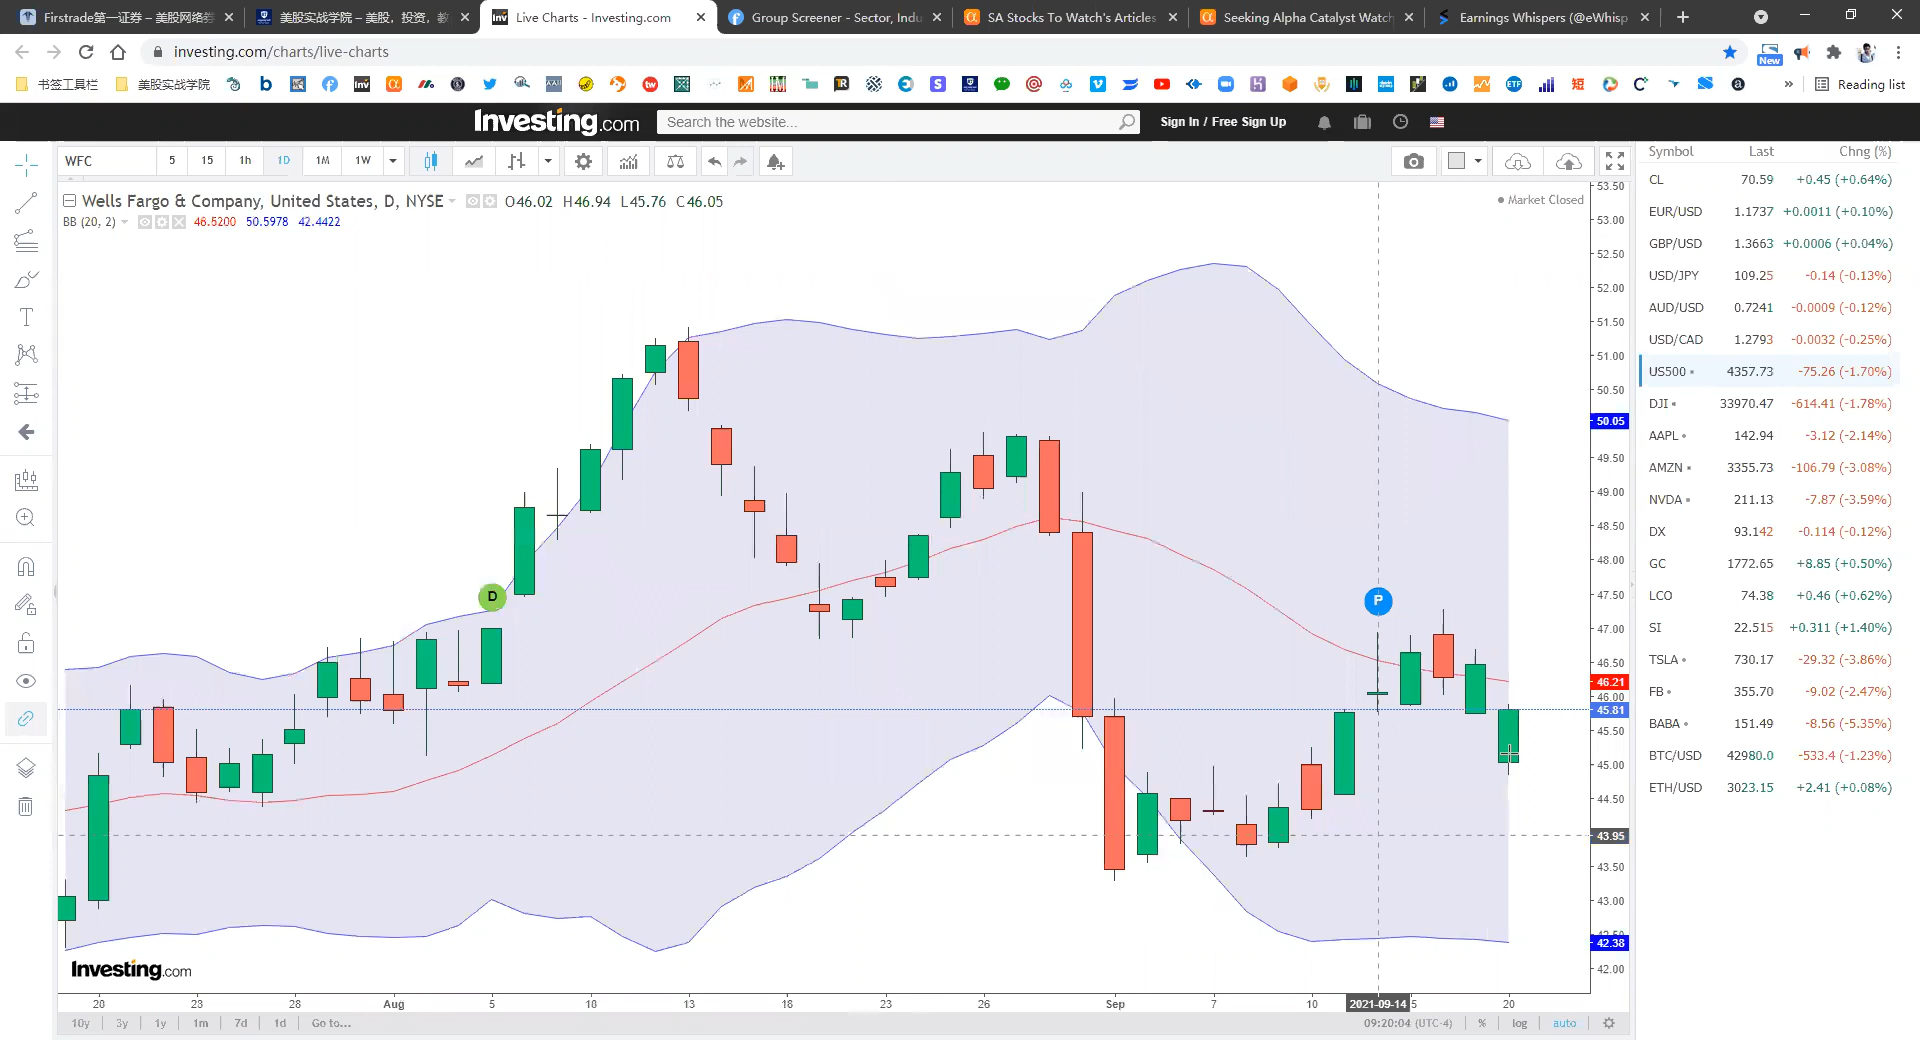 Firstrade第一证券 – 美股网络券
美股实战学院 – 美股, 投资, 教
Live Charts - Investing.com
Group Screener - Sector, Indu
SA Stocks To Watch's Articles
Seeking Alpha Catalyst Watch
Earnings Whispers (@eWhisp
investing.com/charts/live-charts
New
书签工具栏
美股实战学院
Reading list
Investing.com
Search the website...
Sign In / Free Sign Up
WFC
5
15
1h
1D
1M
1W
Wells Fargo & Company, United States, D, NYSE
O46.02 H46.94 L45.76 C46.05
Market Closed
BB (20, 2)
46.5200 50.5978 42.4422
D
P
53.50
53.00
52.50
52.00
51.50
51.00
50.50
50.05
49.50
49.00
48.50
48.00
47.50
47.00
46.50
46.21
46.00
45.81
45.50
45.00
44.50
43.95
43.50
43.00
42.38
42.00
Investing.com
20
23
28
Aug
5
10
13
18
23
26
Sep
7
10
2021-09-14
20
10y
3y
1y
1m
7d
1d
Go to...
09:20:04 (UTC-4)
%
log
auto
Symbol Last Chng (%)
CL 70.59 +0.45 (+0.64%)
EUR/USD 1.1737 +0.0011 (+0.10%)
GBP/USD 1.3663 +0.0006 (+0.04%)
USD/JPY 109.25 -0.14 (-0.13%)
AUD/USD 0.7241 -0.0009 (-0.12%)
USD/CAD 1.2793 -0.0032 (-0.25%)
US500 4357.73 -75.26 (-1.70%)
DJI 33970.47 -614.41 (-1.78%)
AAPL 142.94 -3.12 (-2.14%)
AMZN 3355.73 -106.79 (-3.08%)
NVDA 211.13 -7.87 (-3.59%)
DX 93.142 -0.114 (-0.12%)
GC 1772.65 +8.85 (+0.50%)
LCO 74.38 +0.46 (+0.62%)
SI 22.515 +0.311 (+1.40%)
TSLA 730.17 -29.32 (-3.86%)
FB 355.70 -9.02 (-2.47%)
BABA 151.49 -8.56 (-5.35%)
BTC/USD 42980.0 -533.4 (-1.23%)
ETH/USD 3023.15 +2.41 (+0.08%)